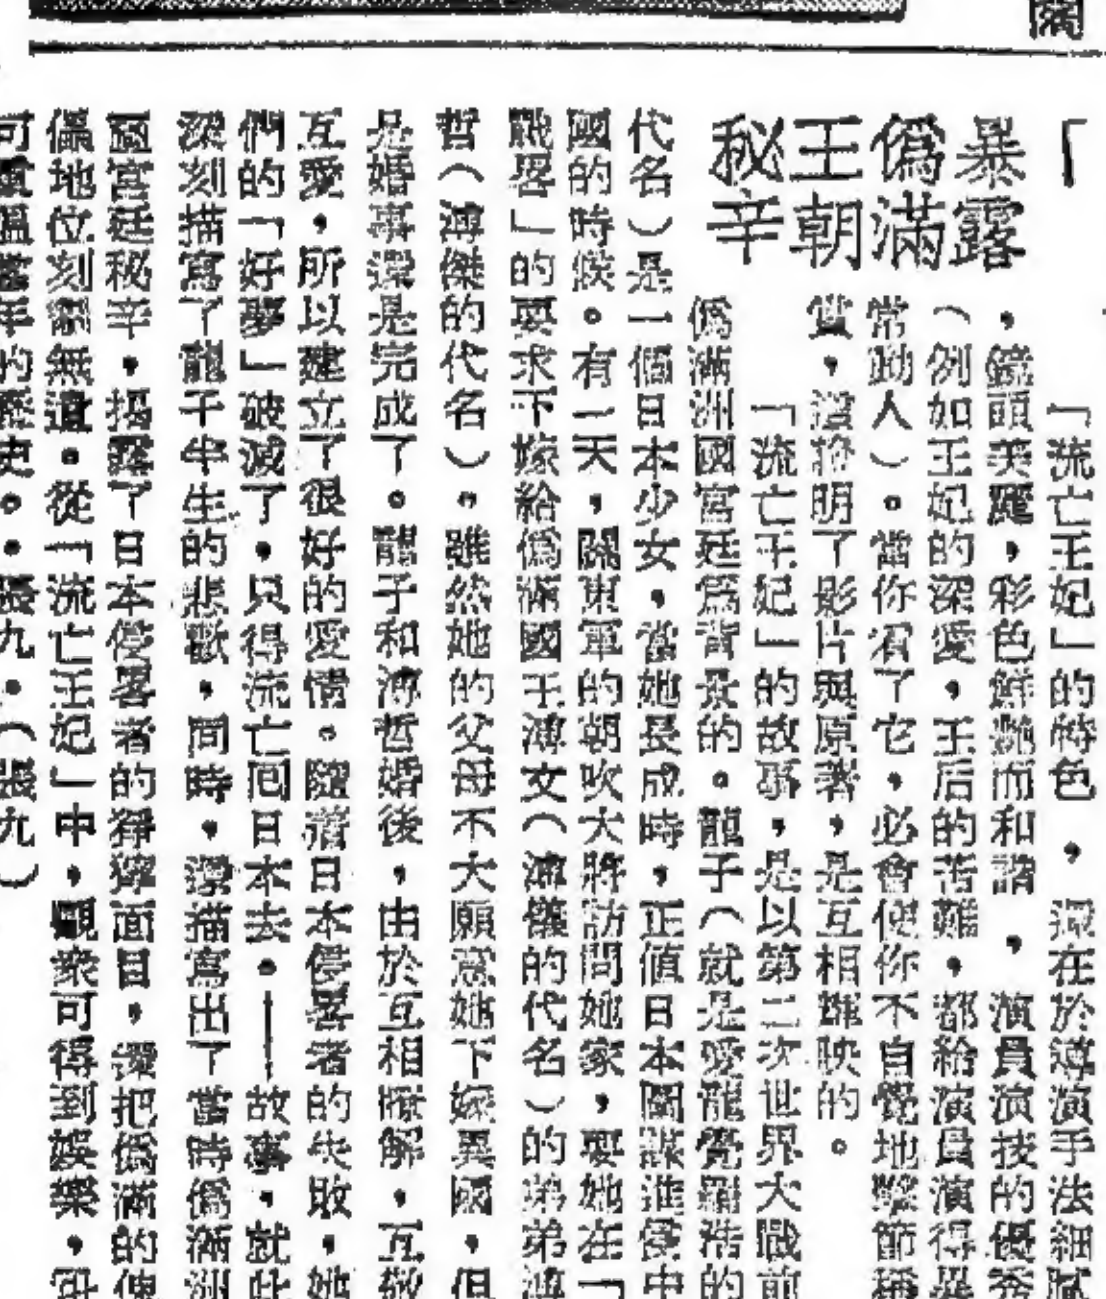 闊
「
暴露
偽滿
王朝
秘辛
「流亡王妃」的特色，還在於導演手法細膩
，鏡頭美麗，彩色鮮艷而和諧，演員演技的優秀
（例如王妃的深愛，王后的苦難，都給演員演得異
常動人）。當你看了它，必會使你不自覺地擊節稱
賞，證明了影片與原著，是互相輝映的。
「流亡王妃」的故事，是以第二次世界大戰前
偽滿洲國宮廷爲背景的。龍子（就是愛龍覺羅浩的
代名）是一個日本少女，當她長成時，正值日本圖謀進侵中
國的時候。有一天，關東軍的朝吹大將訪問她家，要她在「
戰畧」的要求下嫁給偽滿國王溥文（溥儀的代名）的弟弟溥
哲（溥傑的代名）。雖然她的父母不大願意她下嫁異國，但
是婚事還是完成了。龍子和溥哲婚後，由於互相瞭解，互敬
互愛，所以建立了很好的愛情。隨着日本侵畧者的失敗，她
們的「好夢」破滅了，只得流亡囘日本去。——故事，就此
深刻描寫了龍子半生的悲歡，同時，還描寫出了當時偽滿洲
國宮廷秘辛，揭露了日本侵畧者的猙獰面目，還把偽滿的傀
儡地位刻劃無遺。從「流亡王妃」中，觀衆可得到娛樂，
可重溫當年的歷史。·張九·（張九）